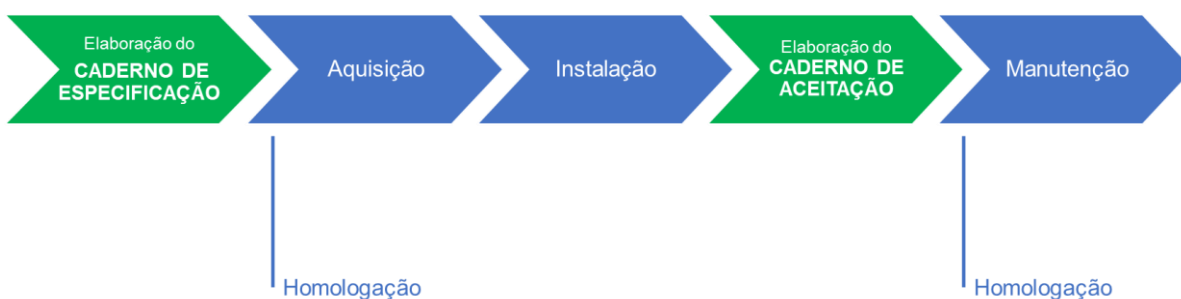 Elaboração do
CADERNO DE
ESPECIFICAÇÃO
Aquisição
Instalação
Elaboração do
CADERNO DE
ACEITAÇÃO
Manutenção
Homologação
Homologação